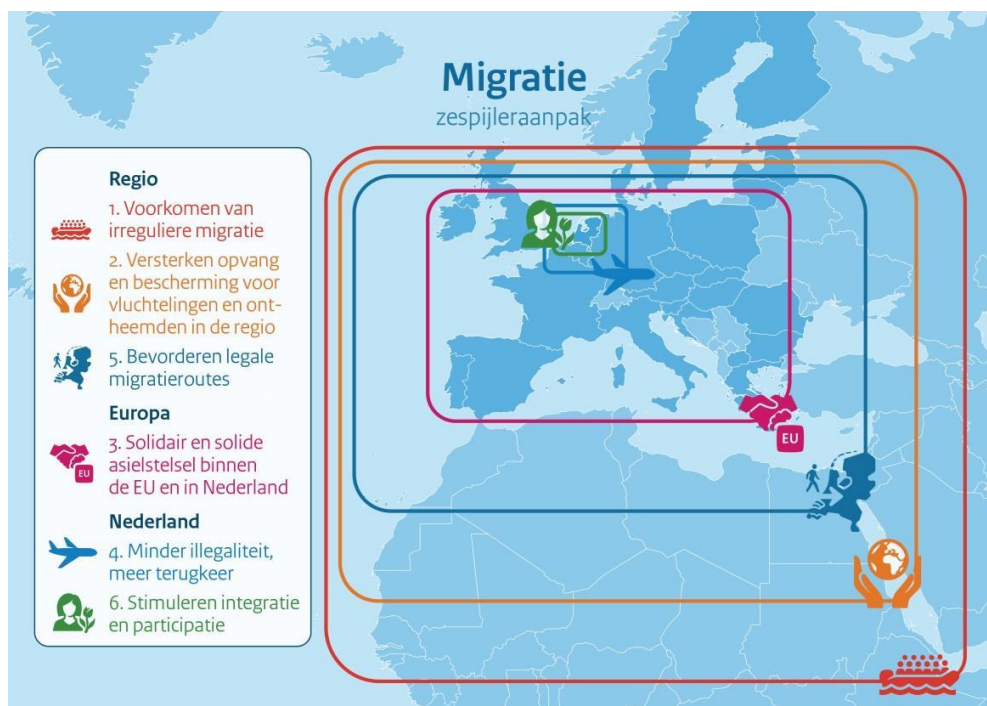 Migratie
zespijleraanpak
Regio
1. Voorkomen van
irreguliere migratie
2. Versterken opvang
en bescherming voor
vluchtelingen en ont-
heemden in de regio
5. Bevorderen legale
migratieroutes
Europa
3. Solidair en solide
asielstelsel binnen
de EU en in Nederland
EU
Nederland
4. Minder illegaliteit,
meer terugkeer
6. Stimuleren integratie
en participatie
EU